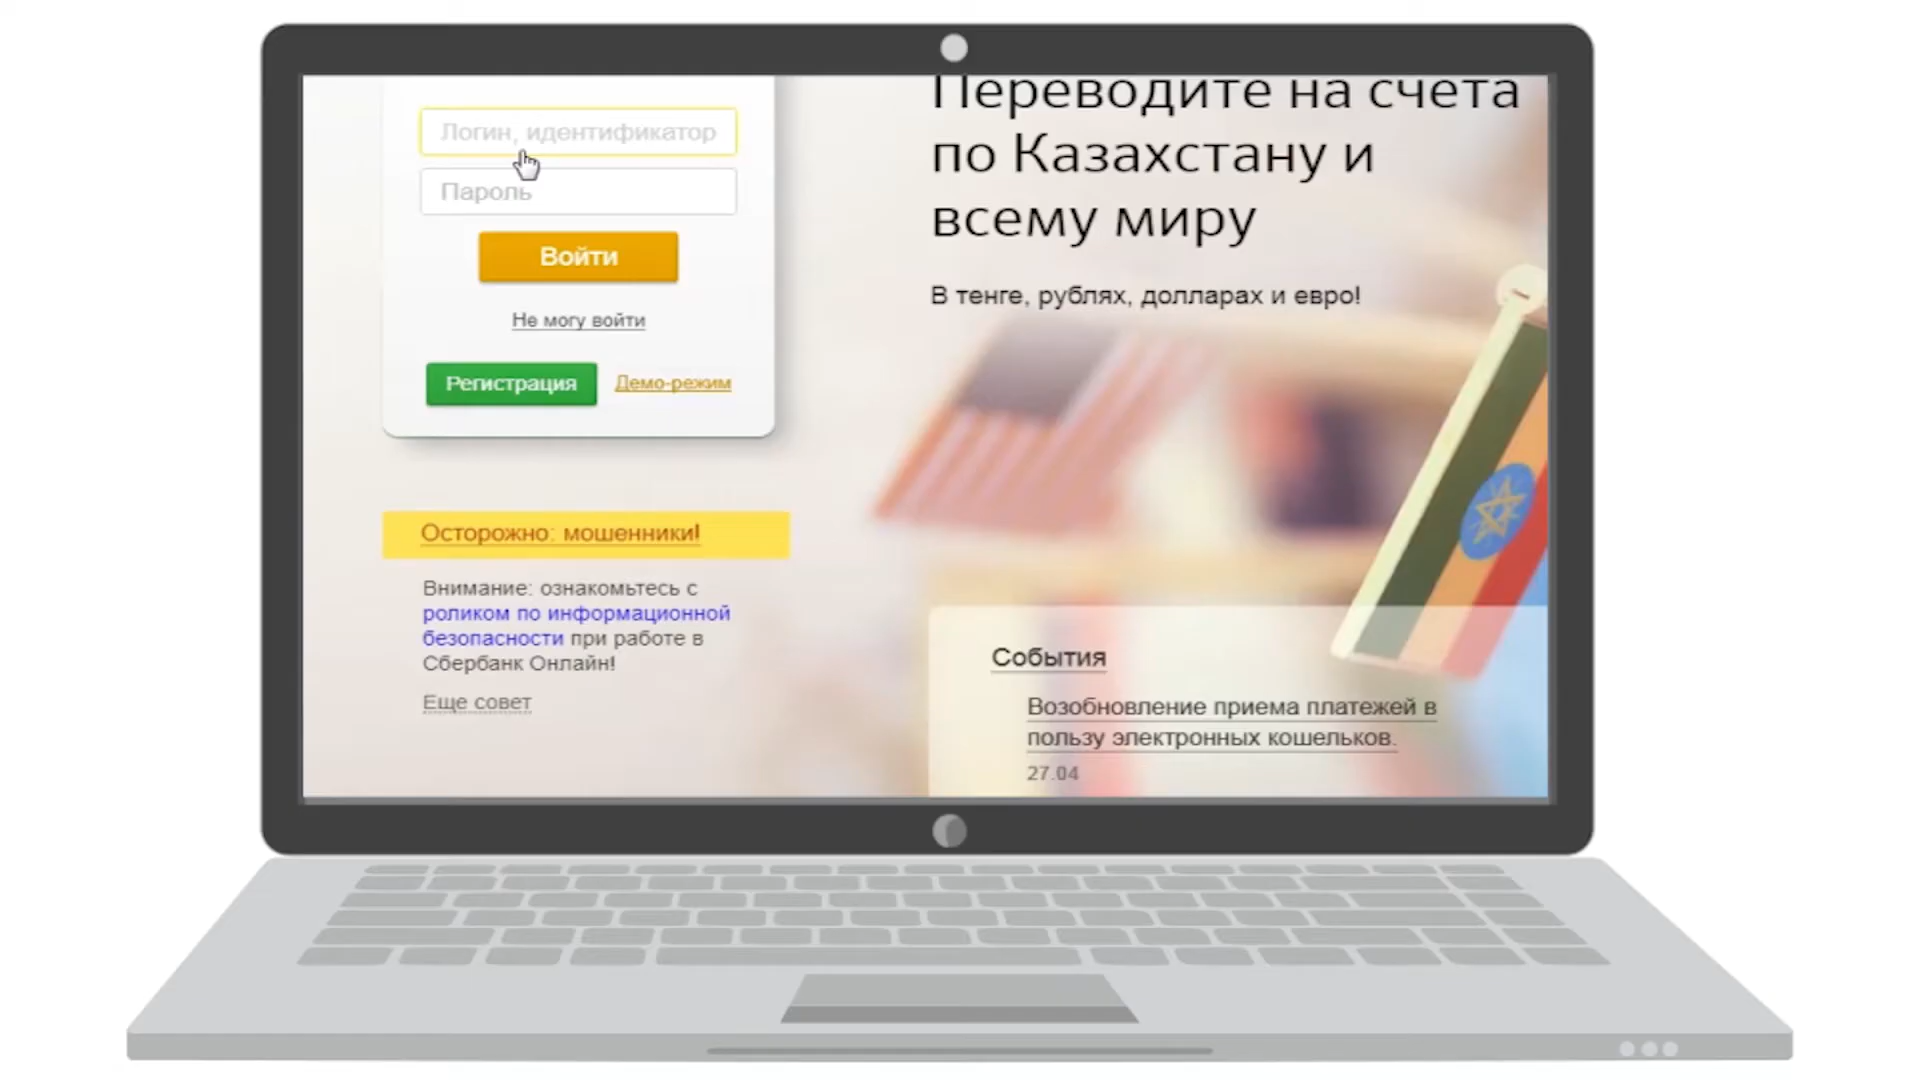 Логин, идентификатор
Пароль
Войти
Не могу войти
Регистрация
Демо-режим
Осторожно: мошенники!
Внимание: ознакомьтесь с
роликом по информационной
безопасности при работе в
Сбербанк Онлайн!
Еще совет
Переводите на счета
по Казахстану и
всему миру
В тенге, рублях, долларах и евро!
События
Возобновление приема платежей в
пользу электронных кошельков.
27.04